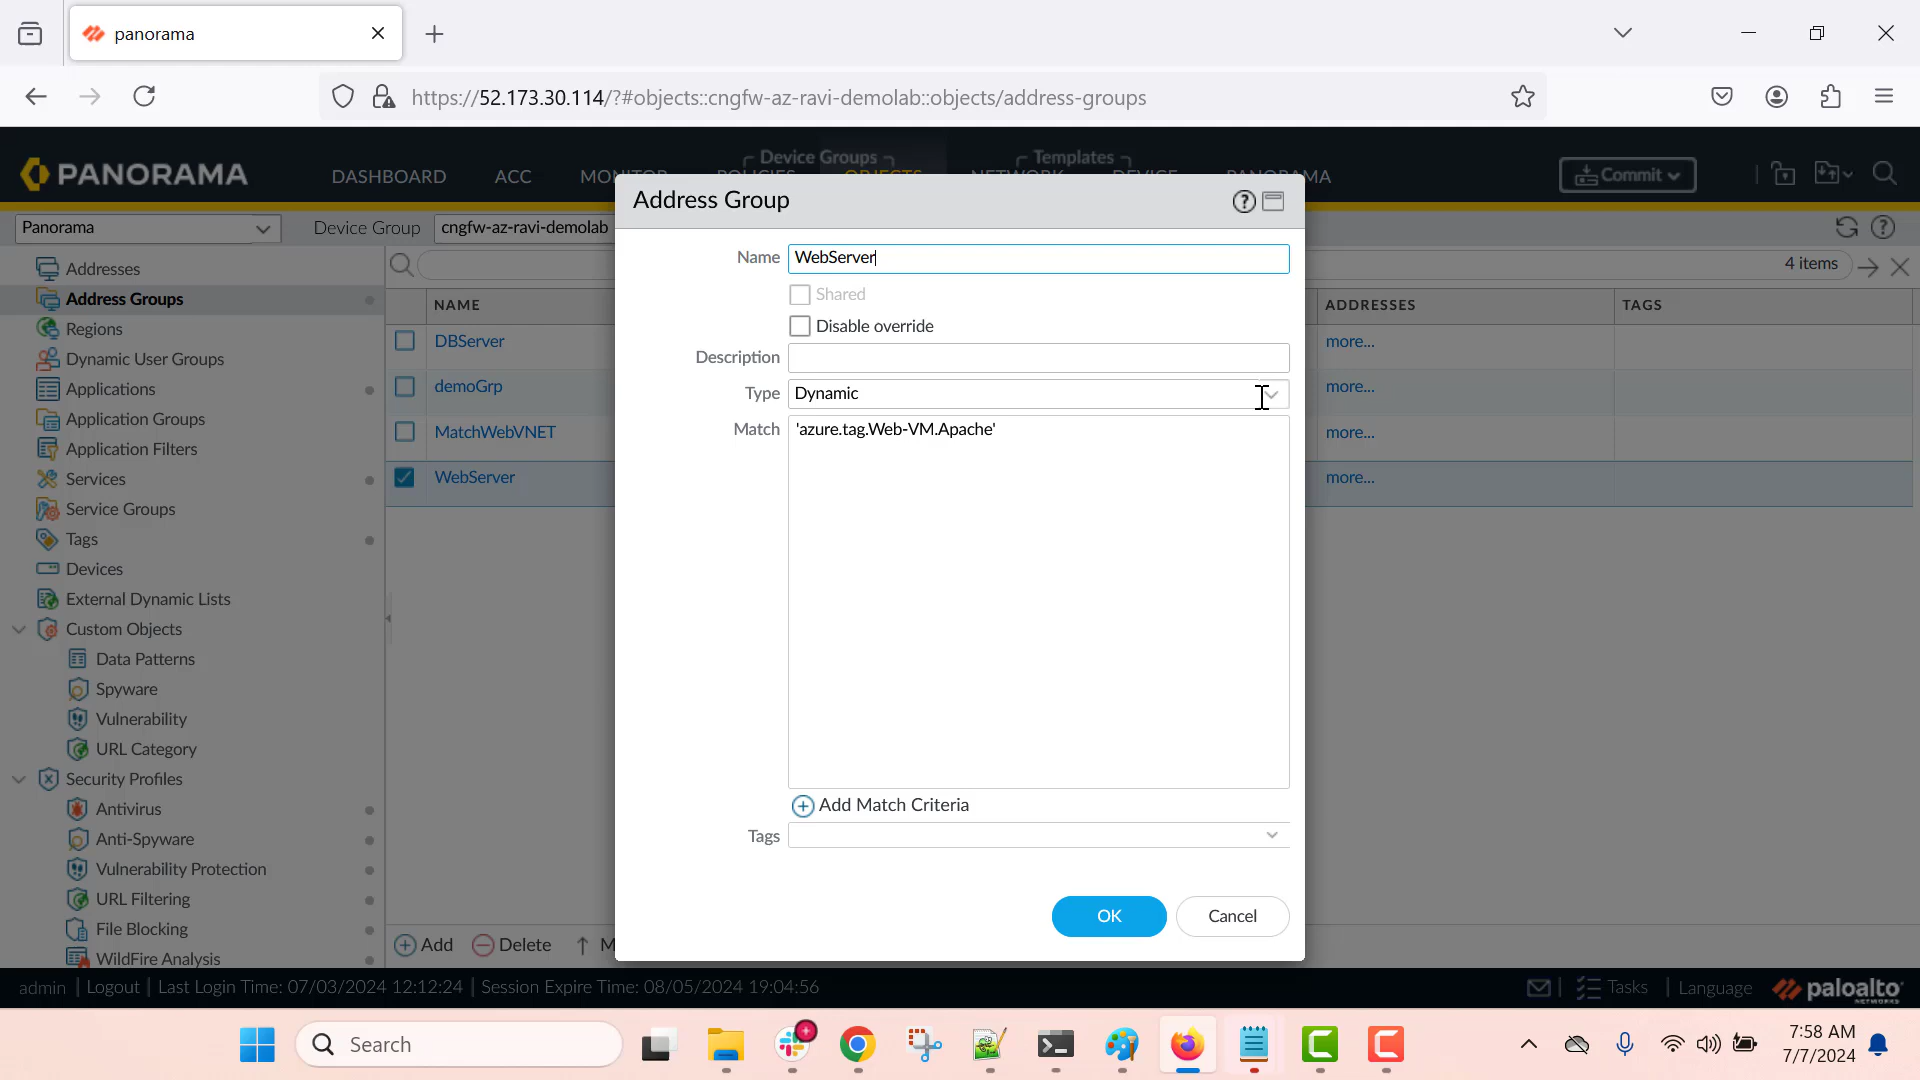 panorama
https://52.173.30.114/?#objects::cngfw-az-ravi-demolab::objects/address-groups
PANORAMA
DASHBOARD
ACC
Device Groups
OBJECTS
Templates
PANORAMA
Commit
Panorama
Device Group
cngfw-az-ravi-demolab
Addresses
Address Groups
Regions
Dynamic User Groups
Applications
Application Groups
Application Filters
Services
Service Groups
Tags
Devices
External Dynamic Lists
Custom Objects
Data Patterns
Spyware
Vulnerability
URL Category
Security Profiles
Antivirus
Anti-Spyware
Vulnerability Protection
URL Filtering
File Blocking
WildFire Analysis
4 items
NAME
ADDRESSES
TAGS
DBServer
more...
demoGrp
more...
MatchWebVNET
more...
WebServer
more...
Address Group
Name
WebServer
Shared
Disable override
Description
Type
Dynamic
Match
'azure.tag.Web-VM.Apache'
Add Match Criteria
Tags
OK
Cancel
Add
Delete
admin | Logout | Last Login Time: 07/03/2024 12:12:24 | Session Expire Time: 08/05/2024 19:04:56
Tasks | Language
paloalto
NETWORKS
Search
7:58 AM
7/7/2024